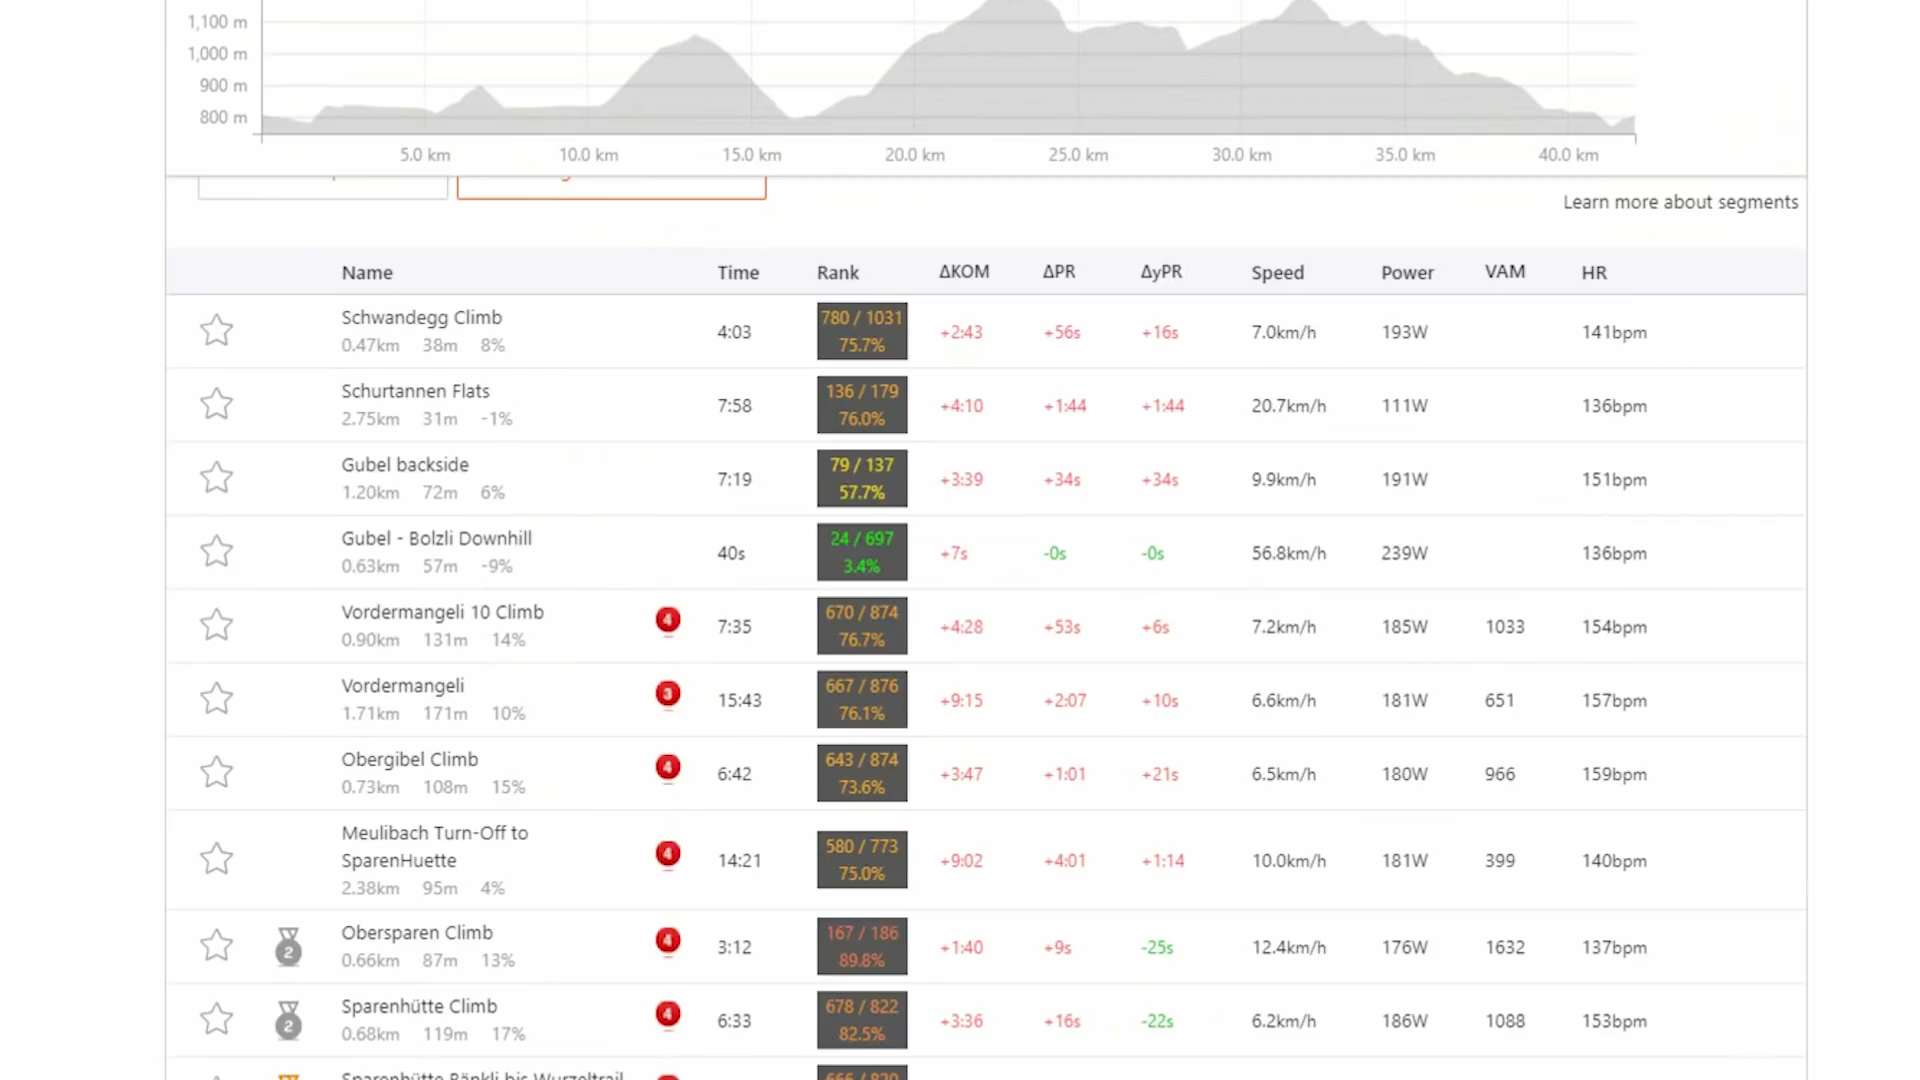 1,100 m
1,000 m
900 m
800 m
5.0 km 10.0 km 15.0 km 20.0 km 25.0 km 30.0 km 35.0 km 40.0 km
Learn more about segments
Name Time Rank ΔKOM ΔPR ΔyPR Speed Power VAM HR
Schwandegg Climb
0.47km 38m 8%
4:03
780 / 1031
75.7%
+2:43 +56s +16s 7.0km/h 193W 141bpm
Schurtannen Flats
2.75km 31m -1%
7:58
136 / 179
76.0%
+4:10 +1:44 +1:44 20.7km/h 111W 136bpm
Gubel backside
1.20km 72m 6%
7:19
79 / 137
57.7%
+3:39 +34s +34s 9.9km/h 191W 151bpm
Gubel - Bolzli Downhill
0.63km 57m -9%
40s
24 / 697
3.4%
+7s -0s -0s 56.8km/h 239W 136bpm
Vordermangeli 10 Climb
0.90km 131m 14%
4 7:35
670 / 874
76.7%
+4:28 +53s +6s 7.2km/h 185W 1033 154bpm
Vordermangeli
1.71km 171m 10%
3 15:43
667 / 876
76.1%
+9:15 +2:07 +10s 6.6km/h 181W 651 157bpm
Obergibel Climb
0.73km 108m 15%
4 6:42
643 / 874
73.6%
+3:47 +1:01 +21s 6.5km/h 180W 966 159bpm
Meulibach Turn-Off to
SparenHuette
2.38km 95m 4%
4 14:21
580 / 773
75.0%
+9:02 +4:01 +1:14 10.0km/h 181W 399 140bpm
2
Obersparen Climb
0.66km 87m 13%
4 3:12
167 / 186
89.8%
+1:40 +9s -25s 12.4km/h 176W 1632 137bpm
2
Sparenhütte Climb
0.68km 119m 17%
4 6:33
678 / 822
82.5%
+3:36 +16s -22s 6.2km/h 186W 1088 153bpm
Sparenhütte Bänkli bis Wurzeltrail
666 / 820